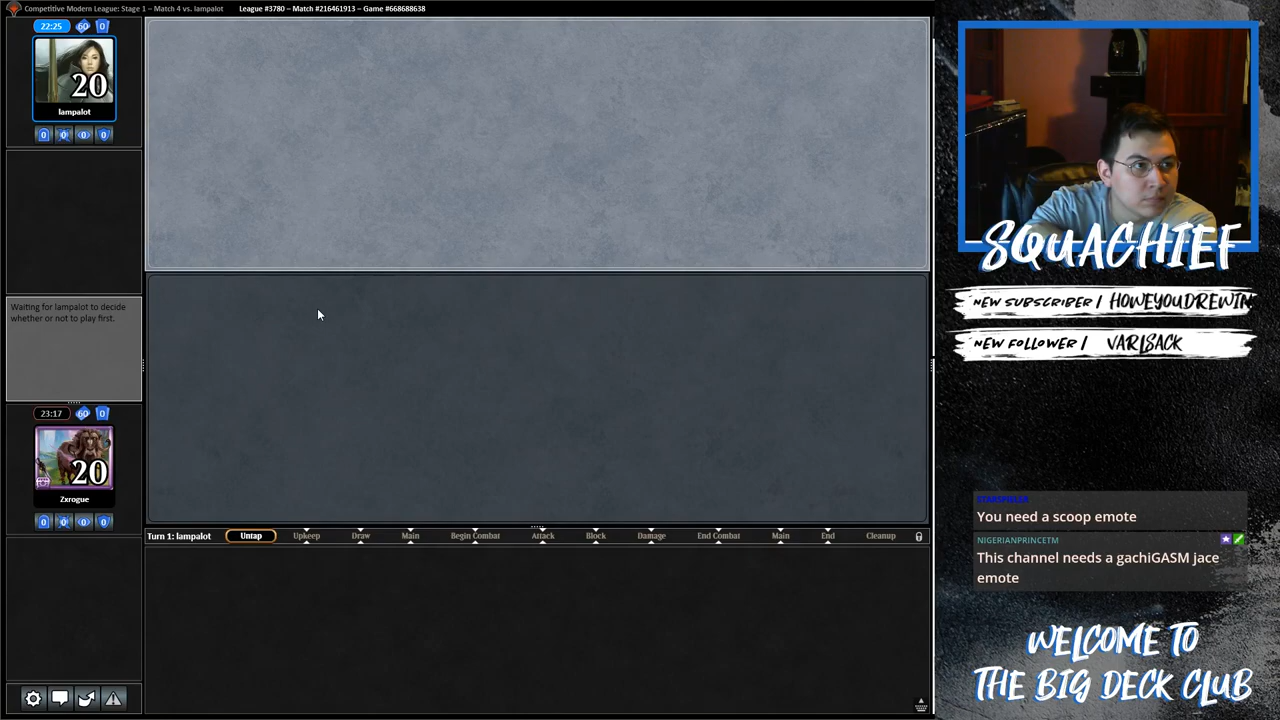 Competitive Modern League: Stage 1 – Match 4 vs. lampalot
League #3780 – Match #216461913 – Game #668688638
22:25 60 0
20
lampalot
0 0 0 0
Waiting for lampalot to decide
whether or not to play first.
23:17 60 0
20
Zxrogue
0 0 0 0
Turn 1: lampalot Untap Upkeep Draw Main Begin Combat Attack Block Damage End Combat Main End Cleanup
SQUACHIEF
NEW SUBSCRIBER / HOWEYOUDREWIN
NEW FOLLOWER / VARLSACK
You need a scoop emote
NIGERIANPRINCETM
This channel needs a gachiGASM jace
emote
WELCOME TO
THE BIG DECK CLUB